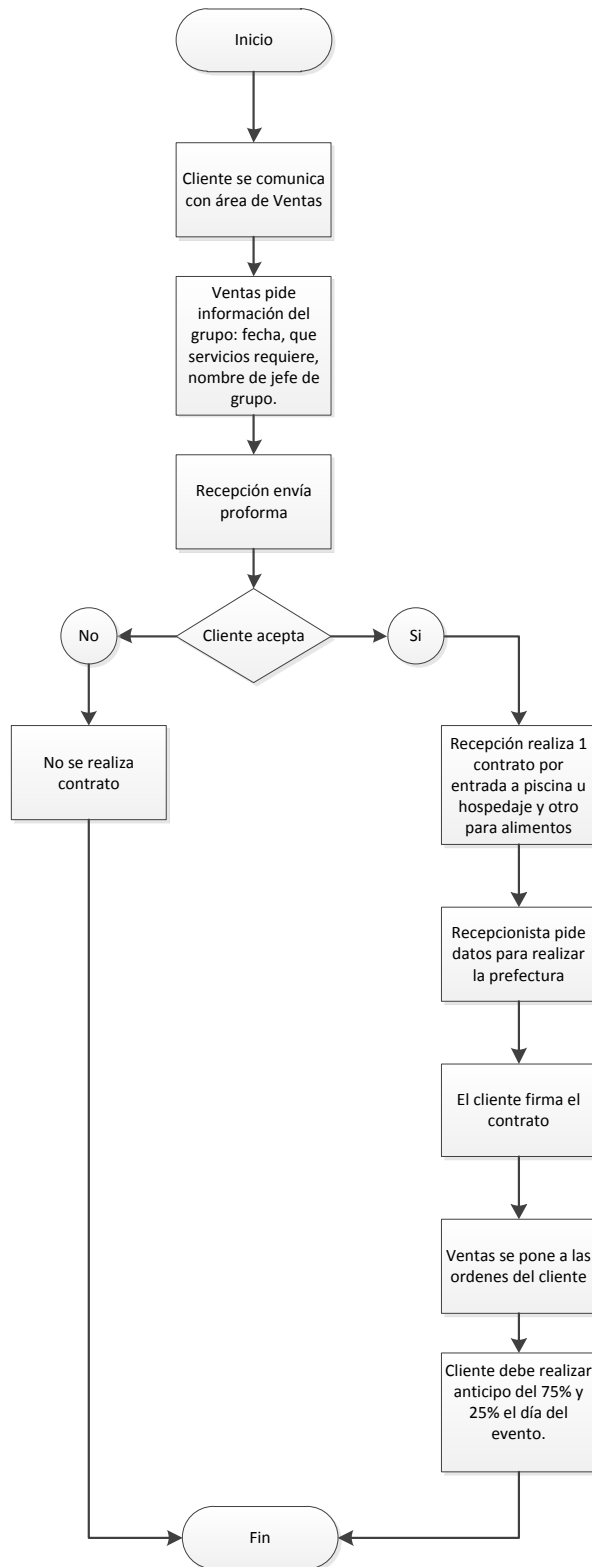 Inicio
Cliente se comunica
con área de Ventas
Ventas pide
información del
grupo: fecha, que
servicios requiere,
nombre de jefe de
grupo.
Recepción envía
proforma
No
Cliente acepta
Si
No se realiza
contrato
Recepción realiza 1
contrato por
entrada a piscina u
hospedaje y otro
para alimentos
Recepcionista pide
datos para realizar
la prefectura
El cliente firma el
contrato
Ventas se pone a las
ordenes del cliente
Cliente debe realizar
anticipo del 75% y
25% el día del
evento.
Fin